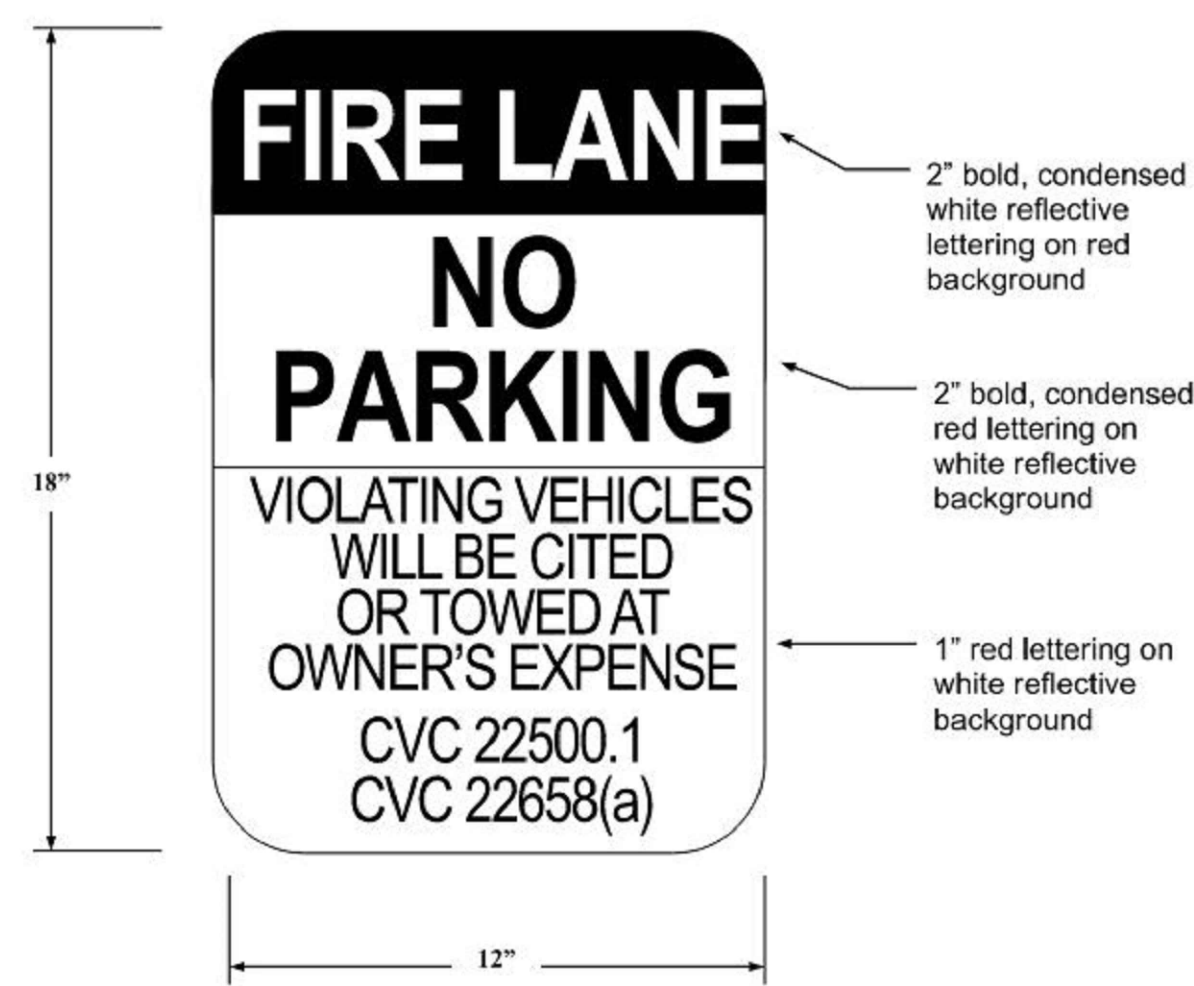 FIRE LANE
NO
PARKING
VIOLATING VEHICLES
WILL BE CITED
OR TOWED AT
OWNER'S EXPENSE
CVC 22500.1
CVC 22658(a)
2” bold, condensed
white reflective
lettering on red
background
2” bold, condensed
red lettering on
white reflective
background
1” red lettering on
white reflective
background
18”
12”